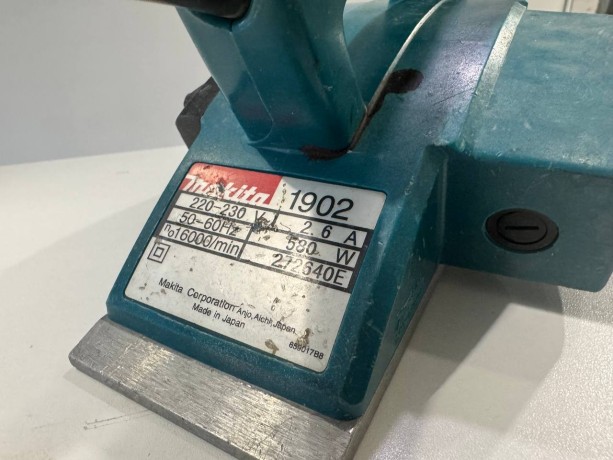 makita 1902
220-230 V~ 2.6 A
50-60Hz 580 W
n₀16000/min 272640E
Makita Corporation Anjo, Aichi, Japan
Made in Japan